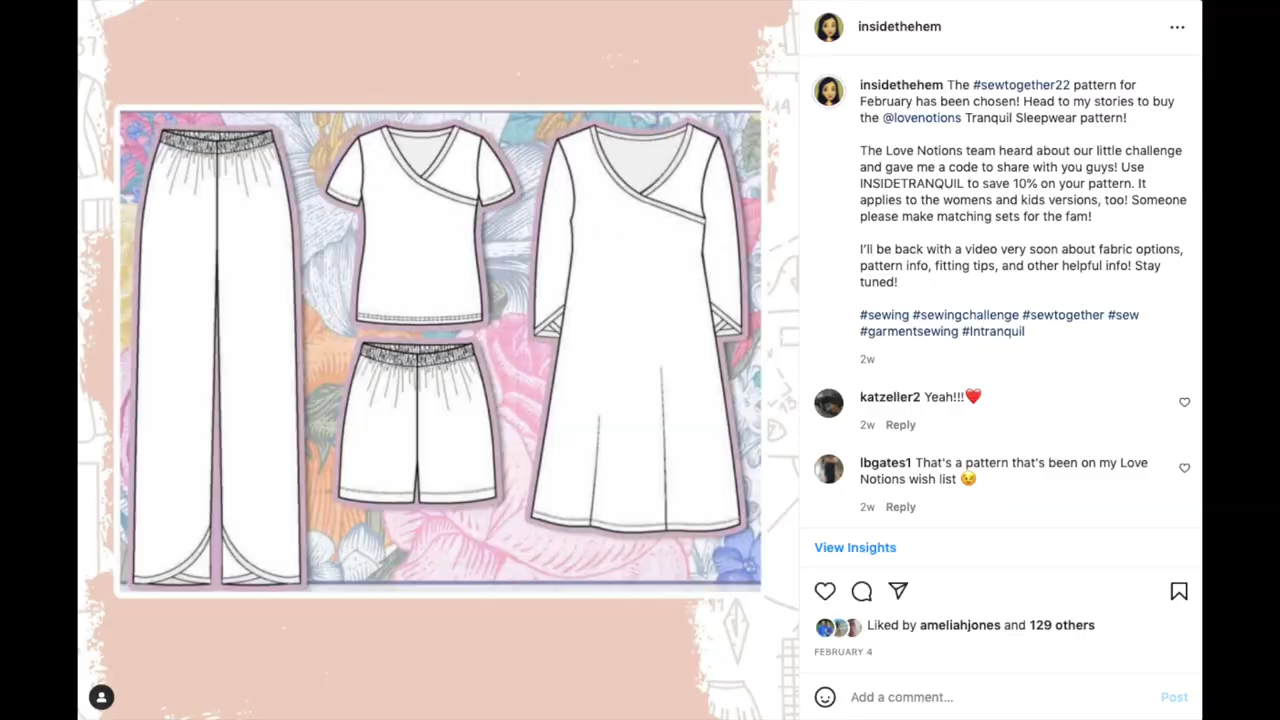 insidethehem
insidethehem The #sewtogether22 pattern for
February has been chosen! Head to my stories to buy
the @lovenotions Tranquil Sleepwear pattern!
The Love Notions team heard about our little challenge
and gave me a code to share with you guys! Use
INSIDETRANQUIL to save 10% on your pattern. It
applies to the womens and kids versions, too! Someone
please make matching sets for the fam!
I'll be back with a video very soon about fabric options,
pattern info, fitting tips, and other helpful info! Stay
tuned!
#sewing #sewingchallenge #sewtogether #sew
#garmentsewing #lntranquil
2w
katzeller2 Yeah!!!❤️
2w Reply
lbgates1 That's a pattern that's been on my Love
Notions wish list 😉
2w Reply
View Insights
Liked by ameliahjones and 129 others
FEBRUARY 4
Add a comment... Post